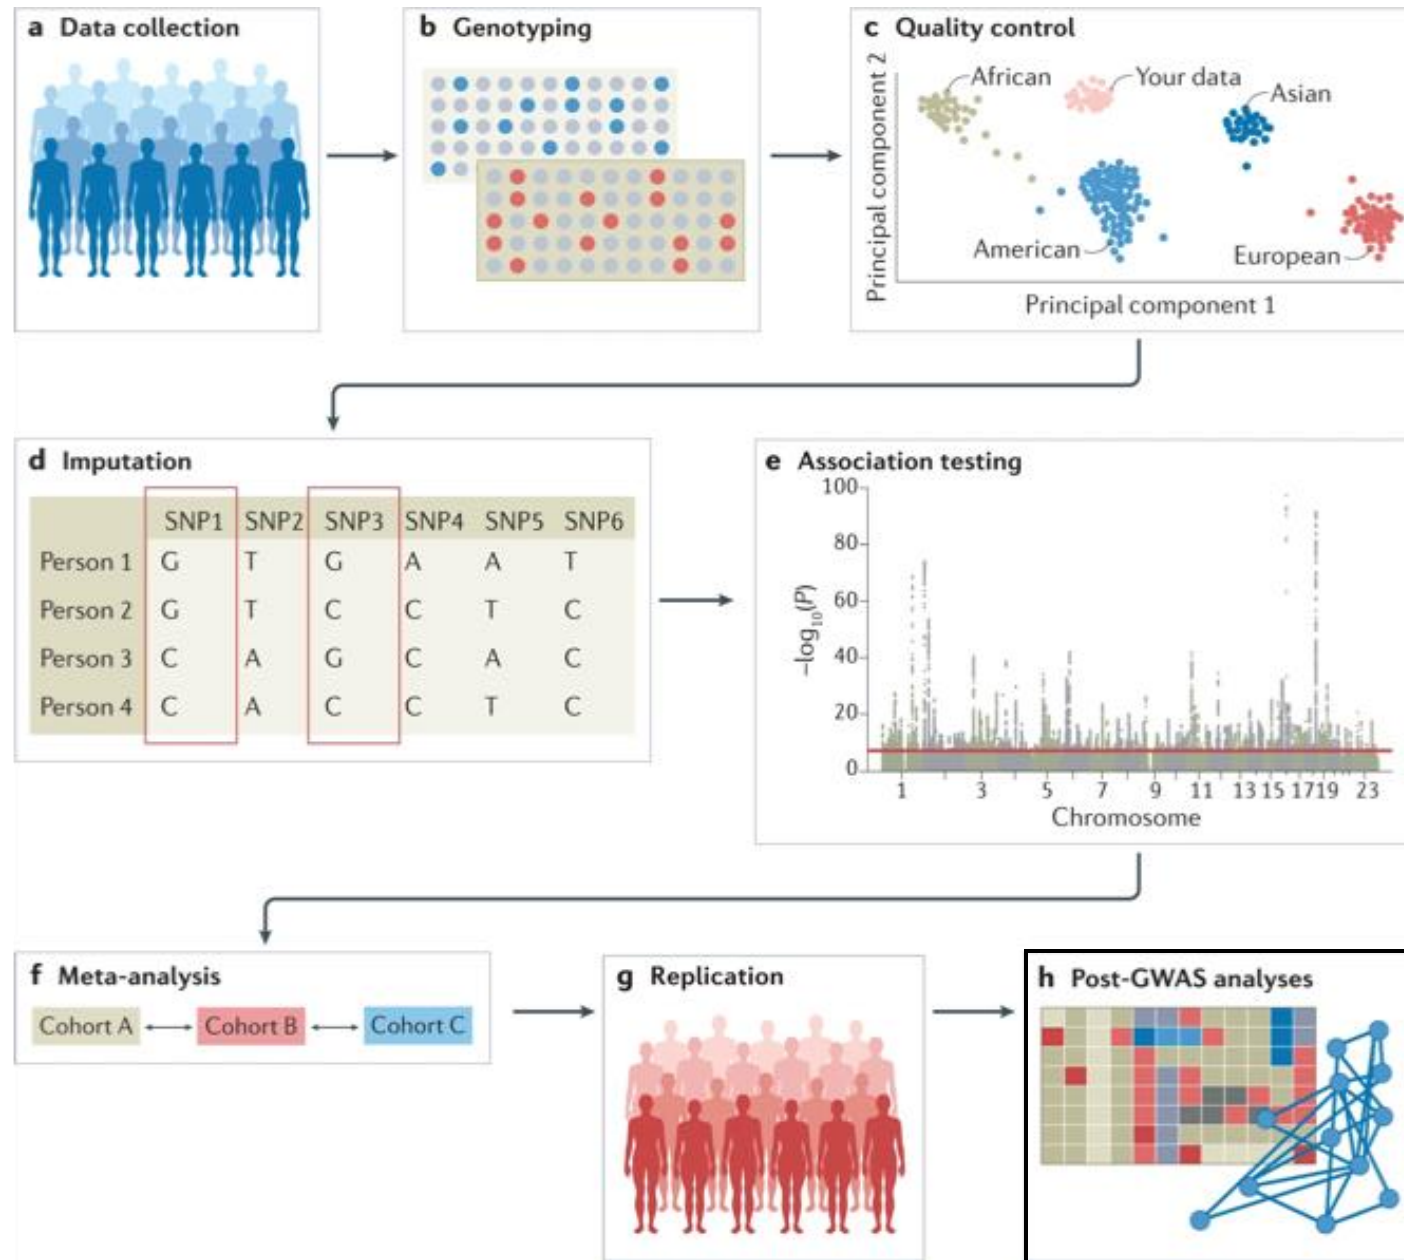 a Data collection
b Genotyping
c Quality control
Principal component 2
African
Your data
Asian
American
European
Principal component 1
d Imputation
SNP1 SNP2 SNP3 SNP4 SNP5 SNP6
Person 1 G T G A A T
Person 2 G T C C T C
Person 3 C A G C A C
Person 4 C A C C T C
e Association testing
100
80
60
40
20
0
–log10(P)
1 3 5 7 9 11 13 15 17 19 23
Chromosome
f Meta-analysis
Cohort A Cohort B Cohort C
g Replication
h Post-GWAS analyses